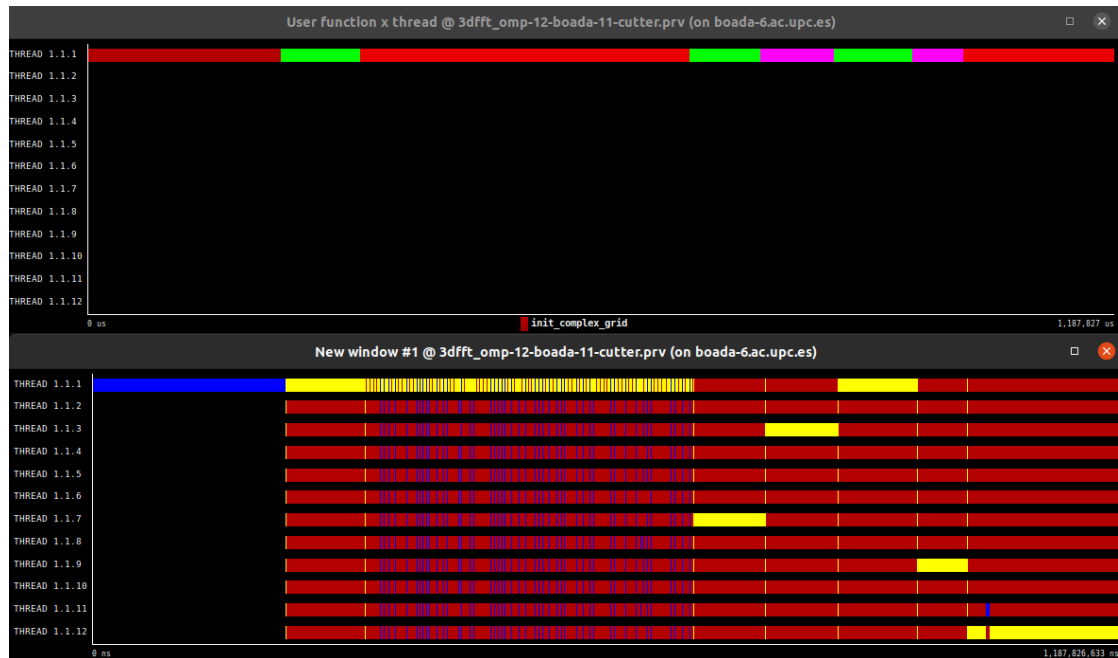 User function x thread @ 3dfft_omp-12-boada-11-cutter.prv (on boada-6.ac.upc.es)
THREAD 1.1.1
THREAD 1.1.2
THREAD 1.1.3
THREAD 1.1.4
THREAD 1.1.5
THREAD 1.1.6
THREAD 1.1.7
THREAD 1.1.8
THREAD 1.1.9
THREAD 1.1.10
THREAD 1.1.11
THREAD 1.1.12
0 us init_complex_grid 1,187,827 us
New window #1 @ 3dfft_omp-12-boada-11-cutter.prv (on boada-6.ac.upc.es)
THREAD 1.1.1
THREAD 1.1.2
THREAD 1.1.3
THREAD 1.1.4
THREAD 1.1.5
THREAD 1.1.6
THREAD 1.1.7
THREAD 1.1.8
THREAD 1.1.9
THREAD 1.1.10
THREAD 1.1.11
THREAD 1.1.12
0 ns 1,187,826,633 ns